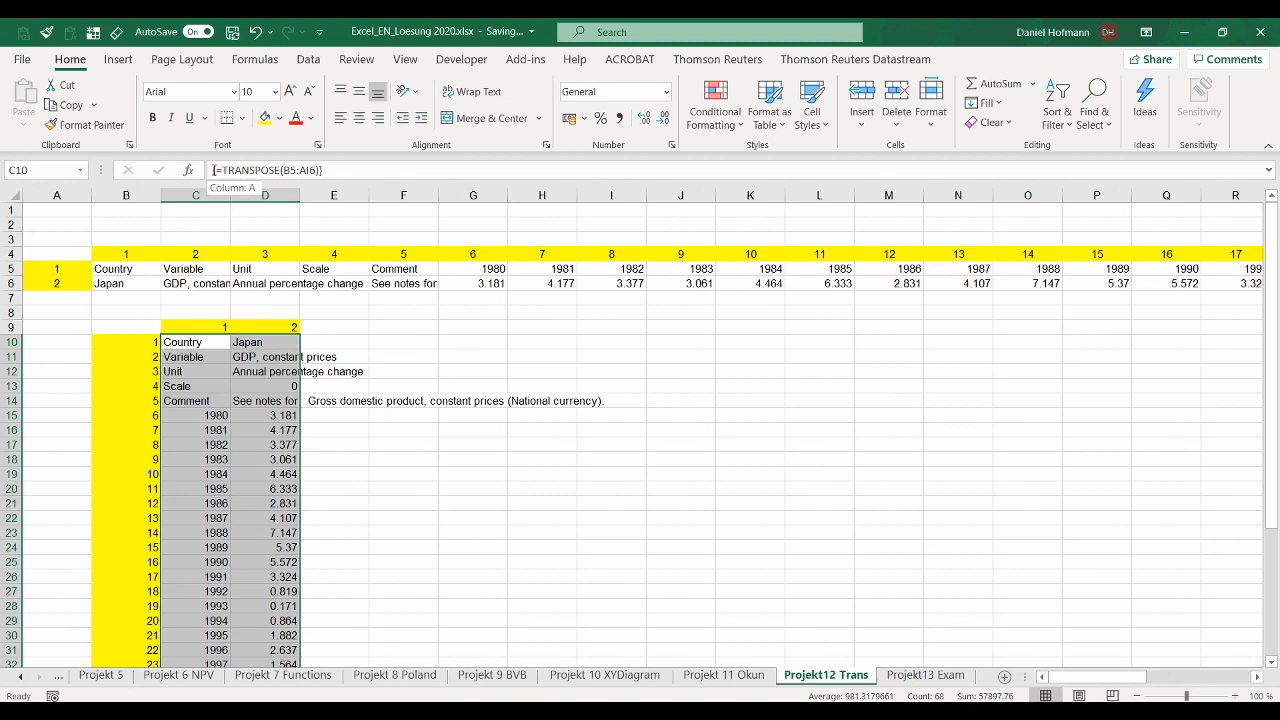 AutoSave On Excel_EN_Loesung 2020.xlsx - Saving... Search Daniel Hofmann DH
File Home Insert Page Layout Formulas Data Review View Developer Add-ins Help ACROBAT Thomson Reuters Thomson Reuters Datastream Share Comments
Paste Cut Copy Format Painter Arial 10 Wrap Text Merge & Center General Conditional Formatting Format as Table Cell Styles Insert Delete Format AutoSum Fill Clear Sort & Filter Find & Select Ideas Sensitivity
Clipboard Font Alignment Number Styles Cells Editing Ideas Sensitivity
C10 fx {=TRANSPOSE(B5:AI6)}
Column: A
A B C D E F G H I J K L M N O P Q R
1
2
3
4 1 2 3 4 5 6 7 8 9 10 11 12 13 14 15 16 17
5 1 Country Variable Unit Scale Comment 1980 1981 1982 1983 1984 1985 1986 1987 1988 1989 1990 199
6 2 Japan GDP, constan Annual percentage change See notes for 3.181 4.177 3.377 3.061 4.464 6.333 2.831 4.107 7.147 5.37 5.572 3.32
7
8
9 1 2
10 1 Country Japan
11 2 Variable GDP, constant prices
12 3 Unit Annual percentage change
13 4 Scale 0
14 5 Comment See notes for Gross domestic product, constant prices (National currency).
15 6 1980 3.181
16 7 1981 4.177
17 8 1982 3.377
18 9 1983 3.061
19 10 1984 4.464
20 11 1985 6.333
21 12 1986 2.831
22 13 1987 4.107
23 14 1988 7.147
24 15 1989 5.37
25 16 1990 5.572
26 17 1991 3.324
27 18 1992 0.819
28 19 1993 0.171
29 20 1994 0.864
30 21 1995 1.882
31 22 1996 2.637
32 23 1997 1.564
... Projekt 5 Projekt 6 NPV Projekt 7 Functions Projekt 8 Poland Projekt 9 BVB Projekt 10 XYDiagram Projekt 11 Okun Projekt12 Trans Projekt13 Exam
Ready Average: 981.3179661 Count: 68 Sum: 57897.76 100 %